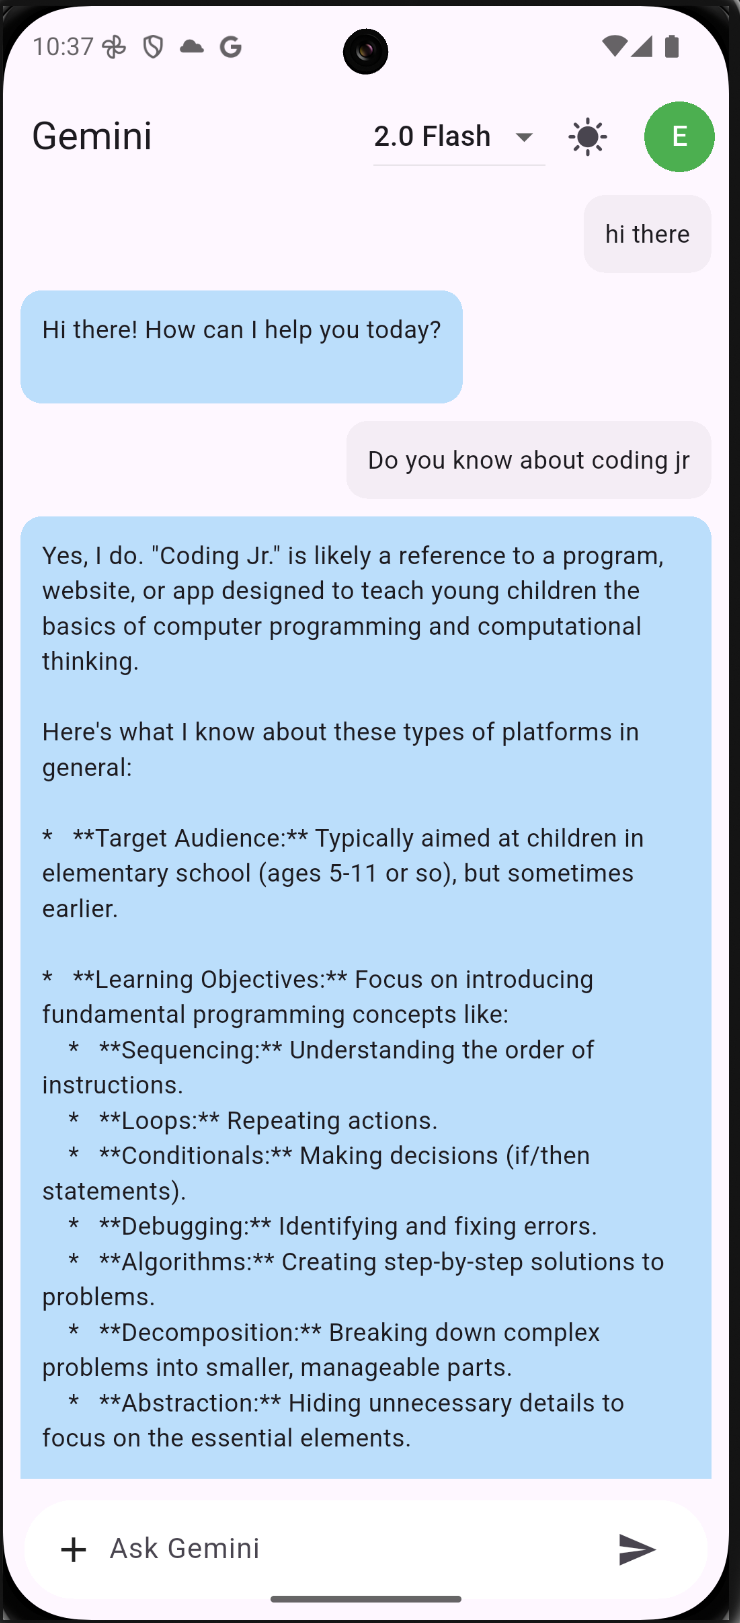 10:37
Gemini
2.0 Flash
E
hi there
Hi there! How can I help you today?
Do you know about coding jr
Yes, I do. "Coding Jr." is likely a reference to a program,
website, or app designed to teach young children the
basics of computer programming and computational
thinking.
Here's what I know about these types of platforms in
general:
*   **Target Audience:** Typically aimed at children in
elementary school (ages 5-11 or so), but sometimes
earlier.
*   **Learning Objectives:** Focus on introducing
fundamental programming concepts like:
    *   **Sequencing:** Understanding the order of
instructions.
    *   **Loops:** Repeating actions.
    *   **Conditionals:** Making decisions (if/then
statements).
    *   **Debugging:** Identifying and fixing errors.
    *   **Algorithms:** Creating step-by-step solutions to
problems.
    *   **Decomposition:** Breaking down complex
problems into smaller, manageable parts.
    *   **Abstraction:** Hiding unnecessary details to
focus on the essential elements.
Ask Gemini